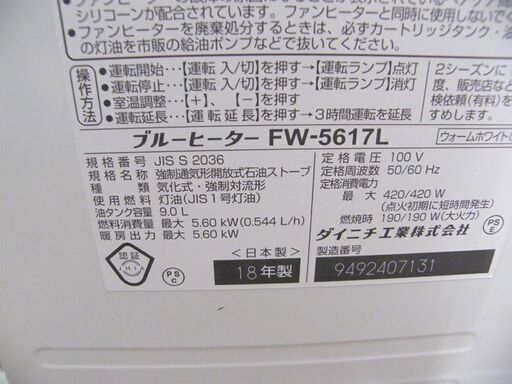 シリコーンが配合されています。ファンヒーターと同時に使用しない
ファンヒーターを廃棄処分するときは、必ずカートリッジタンク・油
の灯油を市販の給油ポンプなどで抜いてください。
操作方法
●運転開始…【運転 入/切】を押す→【運転ランプ】点灯
●運転停止…【運転 入/切】を押す→【運転ランプ】消灯
●室温調整…【+】、【-】を押す
●運転延長…【運転延長】を押す→3時間運転を延長
2シーズンに
度、販売店など
検依頼(有料)を
すめします。
ブルーヒーター FW-5617L
ウォームホワイト(
規格番号 JIS S 2036
規格名称 強制通気形開放式石油ストーブ
種類 気化式・強制対流形
使用燃料 灯油(JIS1号灯油)
油タンク容量 9.0 L
燃料消費量 最大 5.60 kW(0.544 L/h)
暖房出力 最大 5.60 kW
定格電圧 100 V
定格周波数 50/60 Hz
定格消費電力
最大 420/420 W
(点火初期に短時間発生)
燃焼時 190/190 W(大火力)
ダイニチ工業株式会社
PS
E
認証
PS
C
<日本製>
18年製
製造番号
9492407131